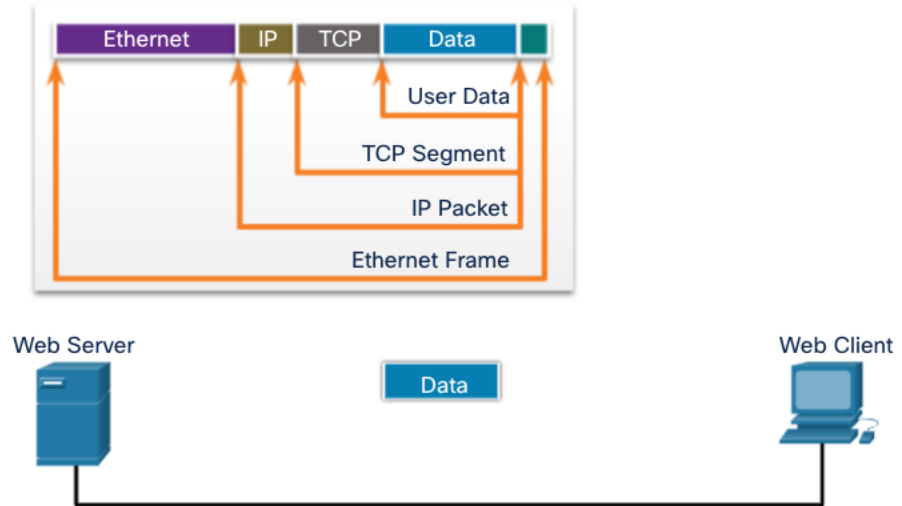 Ethernet IP TCP Data
User Data
TCP Segment
IP Packet
Ethernet Frame
Web Server
Web Client
Data